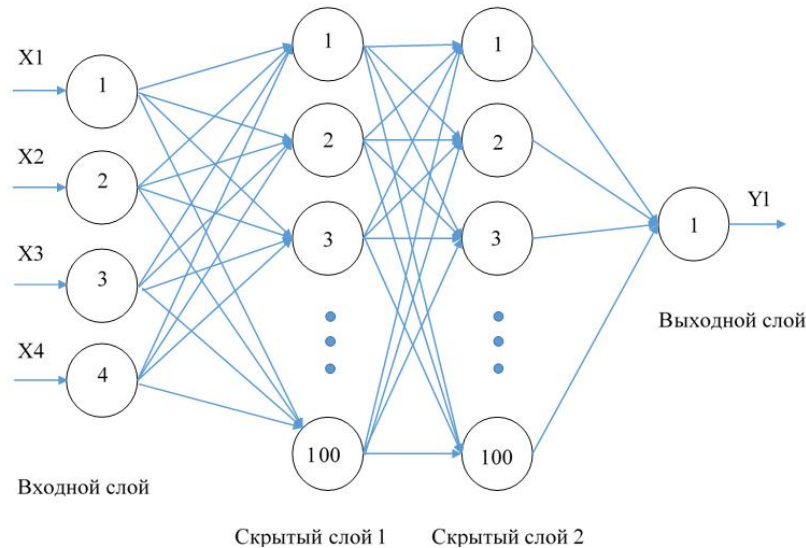 X1
1
X2
2
X3
3
X4
4
Входной слой
1
2
3
100
Скрытый слой 1
1
2
3
100
Скрытый слой 2
1
Y1
Выходной слой